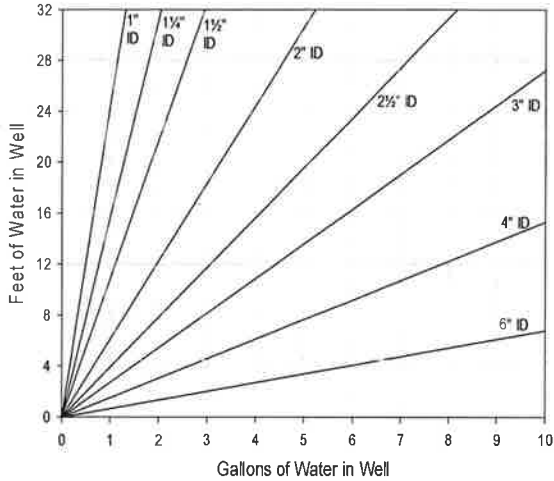 32
28
24
20
16
12
8
4
0
Feet of Water in Well
1" ID
1¼" ID
1½" ID
2" ID
2½" ID
3" ID
4" ID
6" ID
0 1 2 3 4 5 6 7 8 9 10
Gallons of Water in Well